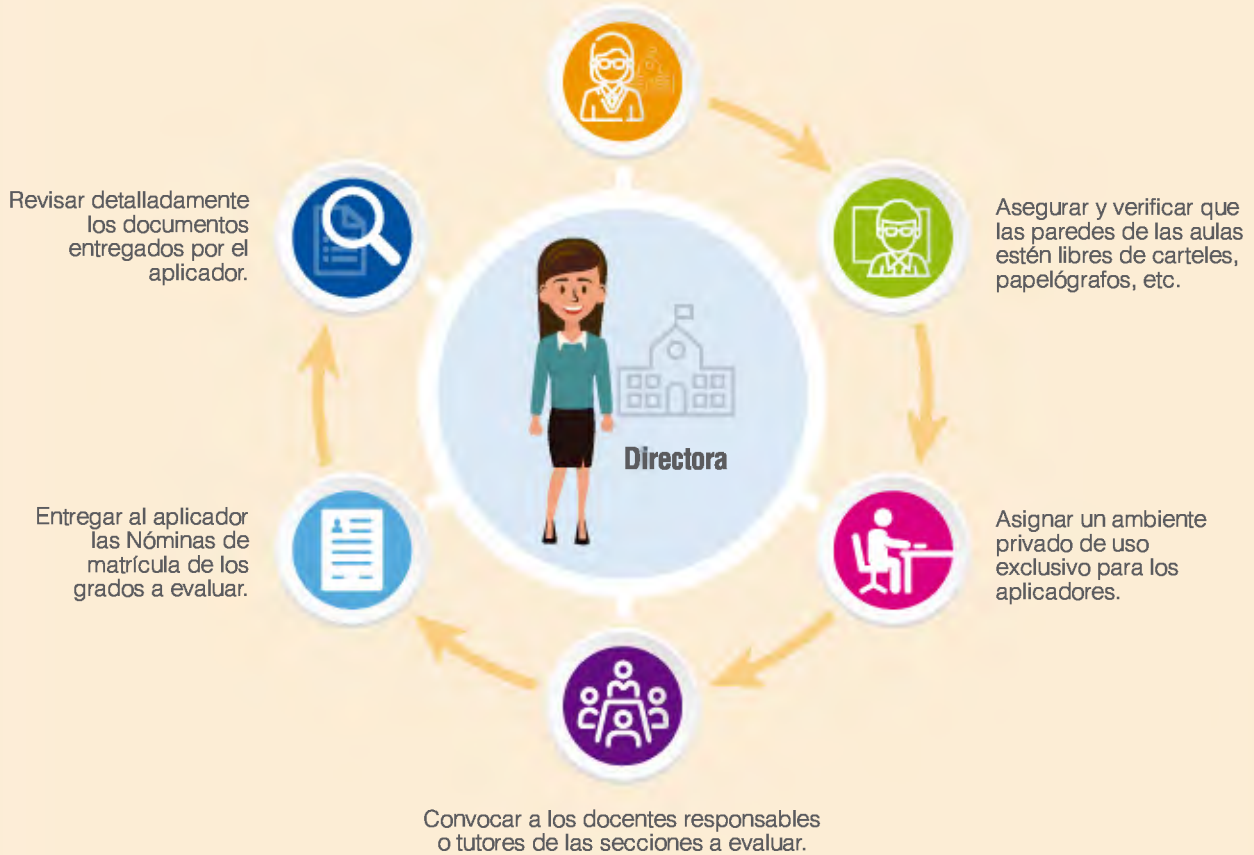 Revisar detalladamente
los documentos
entregados por el
aplicador.
Asegurar y verificar que
las paredes de las aulas
estén libres de carteles,
papelógrafos, etc.
Directora
Entregar al aplicador
las Nóminas de
matrícula de los
grados a evaluar.
Asignar un ambiente
privado de uso
exclusivo para los
aplicadores.
Convocar a los docentes responsables
o tutores de las secciones a evaluar.